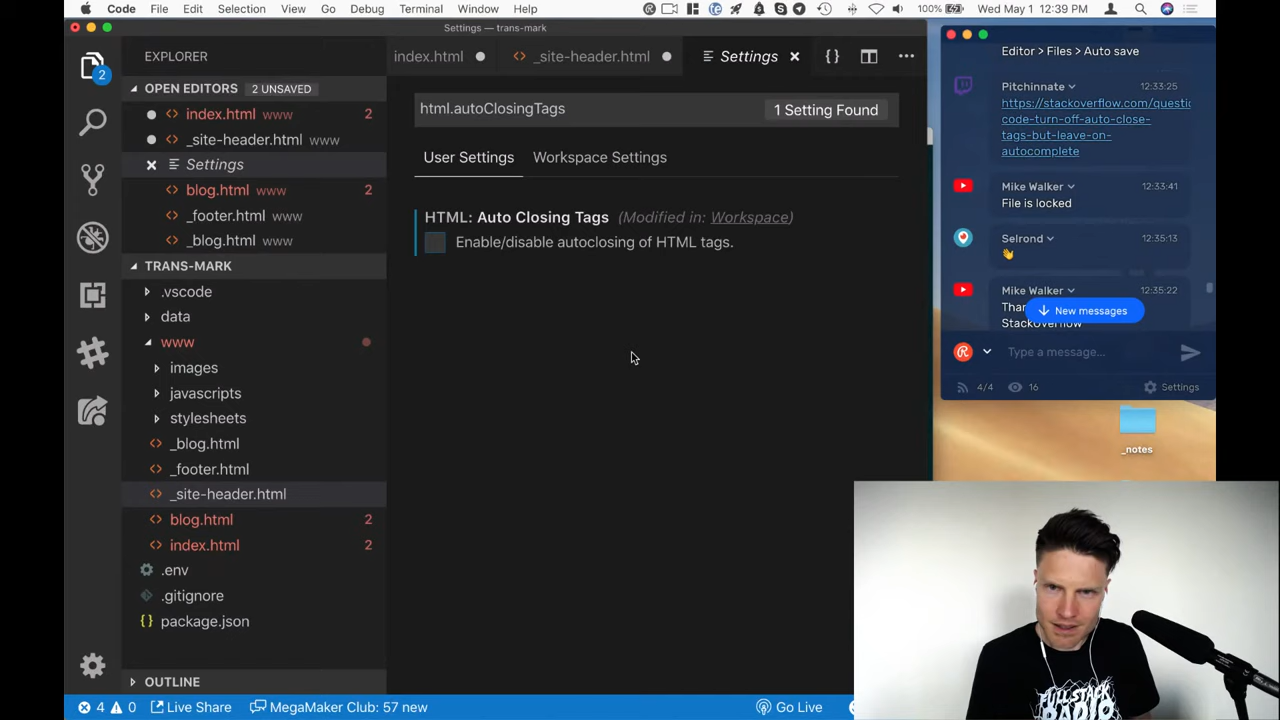 Code File Edit Selection View Go Debug Terminal Window Help 100% Wed May 1 12:39 PM
Settings — trans-mark
EXPLORER
OPEN EDITORS 2 UNSAVED
index.html 2
_site-header.html www
Settings
blog.html www 2
_footer.html www
_blog.html www
TRANS-MARK
.vscode
data
www
images
javascripts
stylesheets
_blog.html
_footer.html
_site-header.html
blog.html 2
index.html 2
.env
.gitignore
package.json
OUTLINE
2
index.html
_site-header.html
Settings
html.autoClosingTags
1 Setting Found
User Settings
Workspace Settings
HTML: Auto Closing Tags (Modified in: Workspace)
Enable/disable autoclosing of HTML tags.
4 0 Live Share MegaMaker Club: 57 new Go Live
Editor > Files > Auto save
Pitchinnate 12:33:25
https://stackoverflow.com/questic
code-turn-off-auto-close-
tags-but-leave-on-
autocomplete
Mike Walker 12:33:41
File is locked
Selrond 12:35:13
Mike Walker 12:35:22
New messages
StackOverflow
Type a message...
4/4 16 Settings
_notes
FULL STACK
RADIO